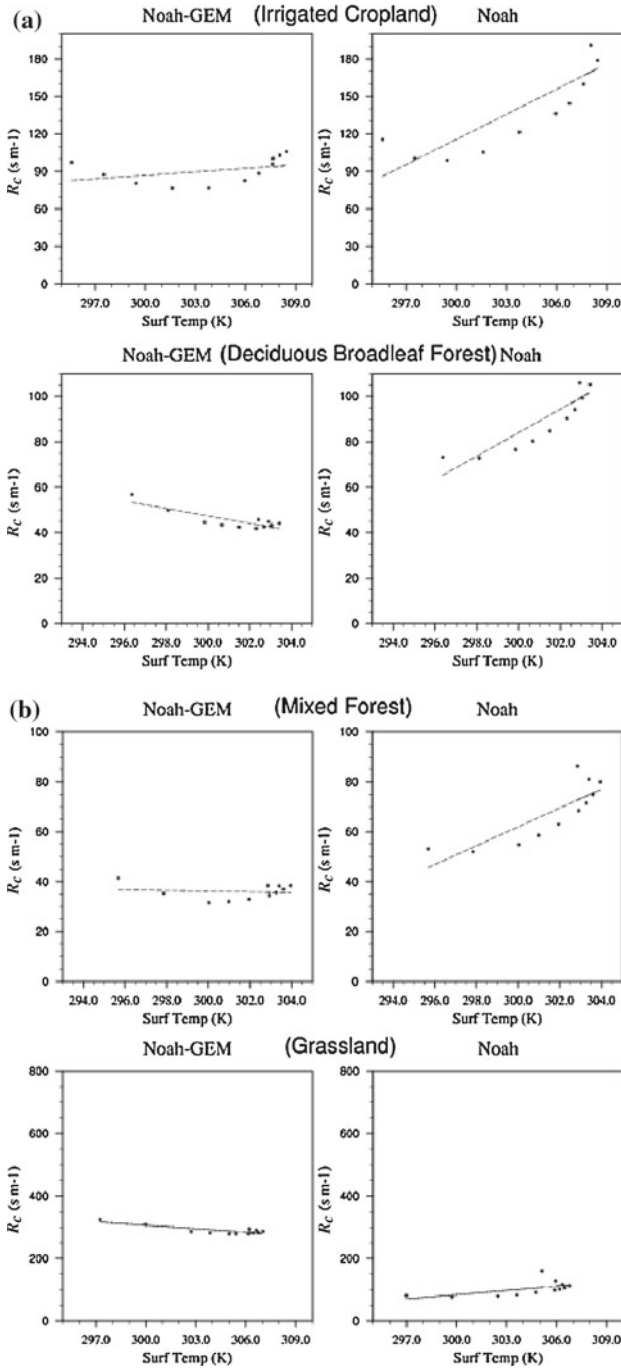 (a) Noah-GEM (Irrigated Cropland) Noah
180
150
120
90
60
30
0
R_c (s m-1)
297.0 300.0 303.0 306.0 309.0
Surf Temp (K)
180
150
120
90
60
30
0
R_c (s m-1)
297.0 300.0 303.0 306.0 309.0
Surf Temp (K)
Noah-GEM (Deciduous Broadleaf Forest) Noah
100
80
60
40
20
0
R_c (s m-1)
294.0 296.0 298.0 300.0 302.0 304.0
Surf Temp (K)
100
80
60
40
20
0
R_c (s m-1)
294.0 296.0 298.0 300.0 302.0 304.0
Surf Temp (K)
(b) Noah-GEM (Mixed Forest) Noah
100
80
60
40
20
0
R_c (s m-1)
294.0 296.0 298.0 300.0 302.0 304.0
Surf Temp (K)
100
80
60
40
20
0
R_c (s m-1)
294.0 296.0 298.0 300.0 302.0 304.0
Surf Temp (K)
Noah-GEM (Grassland) Noah
800
600
400
200
0
R_c (s m-1)
297.0 300.0 303.0 306.0 309.0
Surf Temp (K)
800
600
400
200
0
R_c (s m-1)
297.0 300.0 303.0 306.0 309.0
Surf Temp (K)